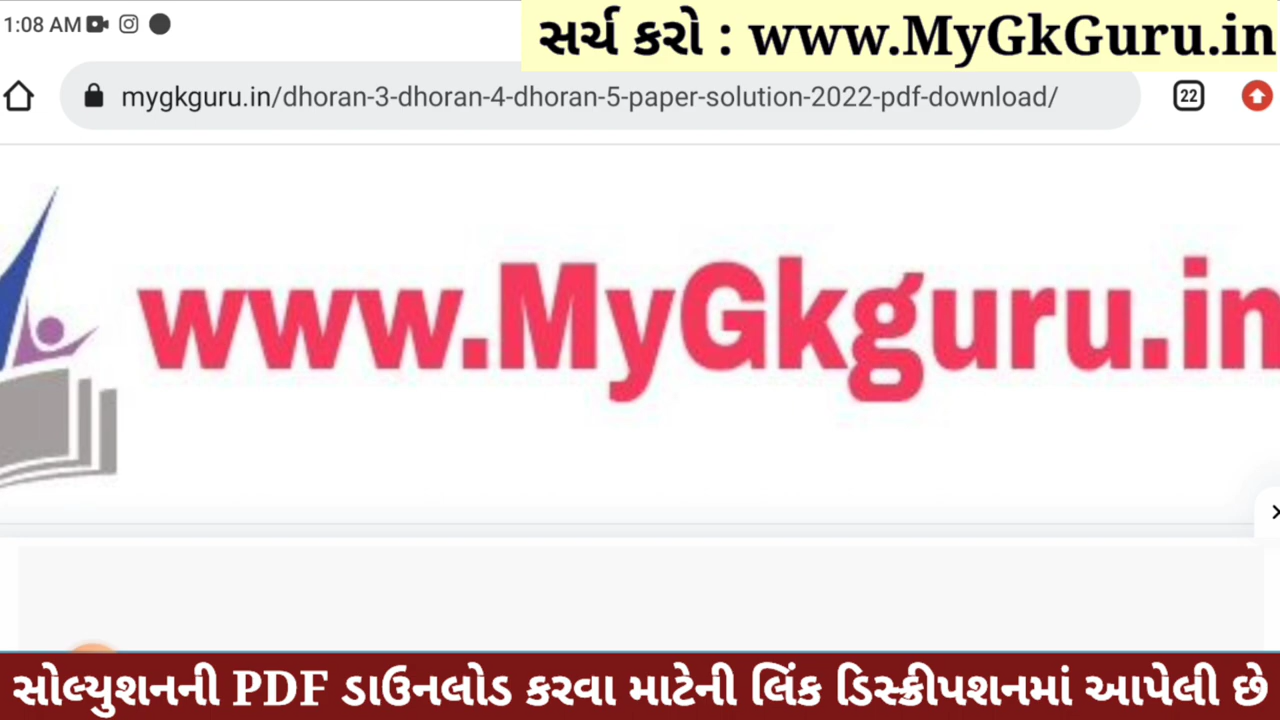 1:08 AM
સર્ચ કરો : www.MyGkGuru.in
mygkguru.in/dhoran-3-dhoran-4-dhoran-5-paper-solution-2022-pdf-download/
22
www.MyGkguru.in
સોલ્યુશનની PDF ડાઉનલોડ કરવા માટેની લિંક ડિસ્ક્રીપશનમાં આપેલી છે